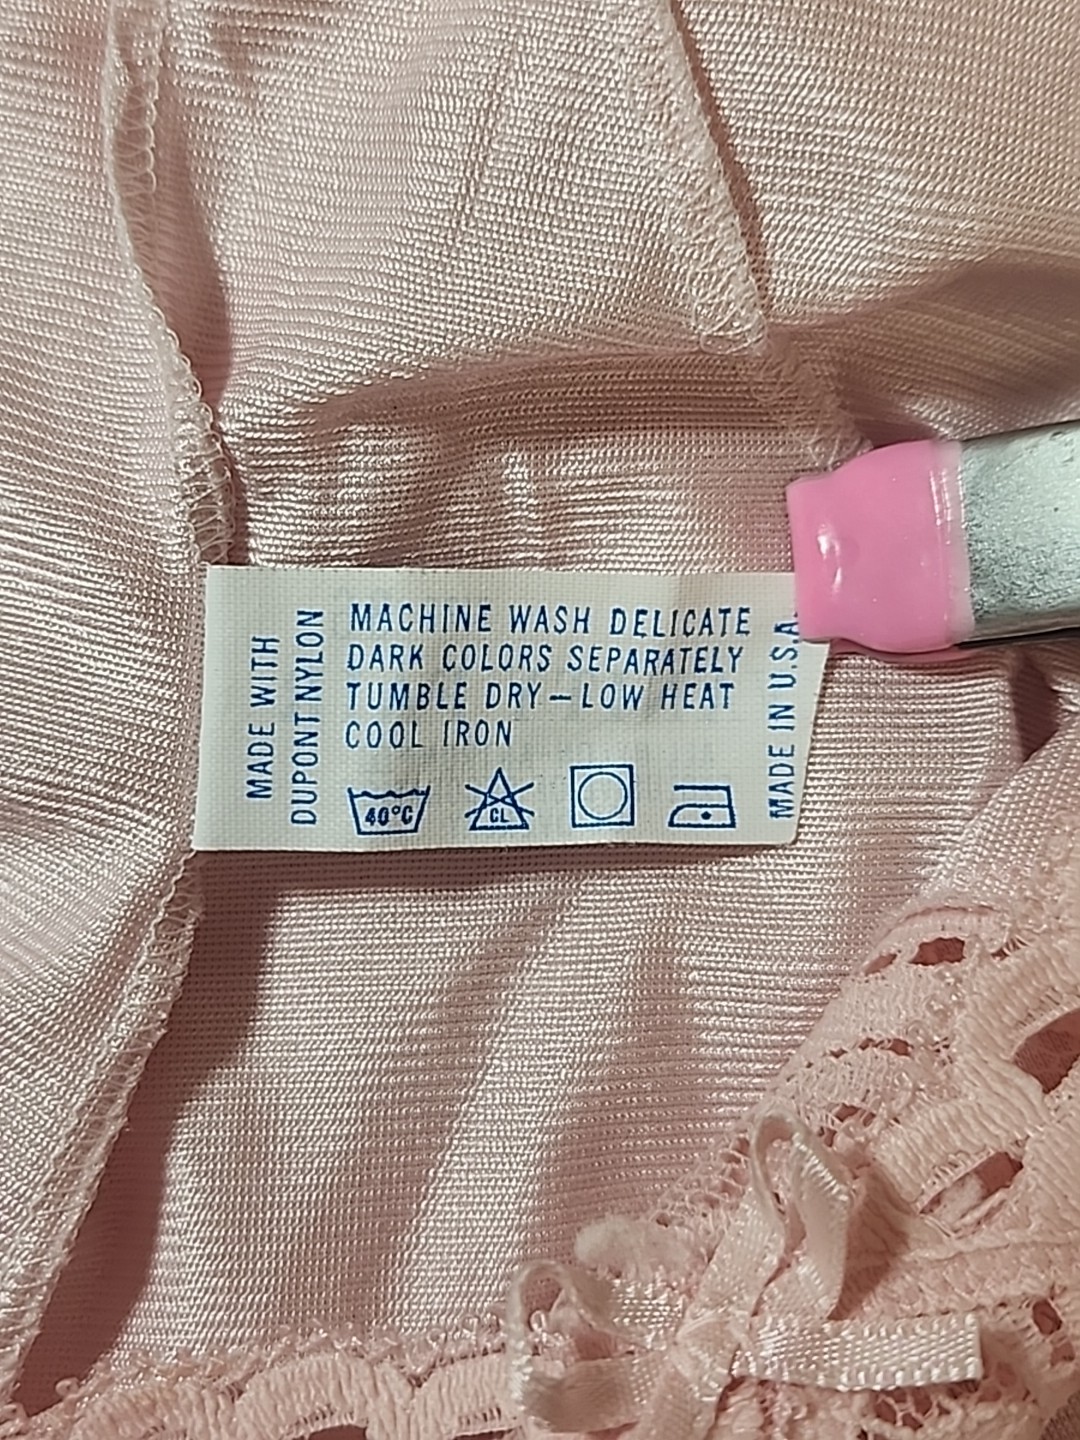 MADE WITH
DUPONT NYLON
MACHINE WASH DELICATE
DARK COLORS SEPARATELY
TUMBLE DRY — LOW HEAT
COOL IRON
40°C
CL
MADE IN U.S.A.